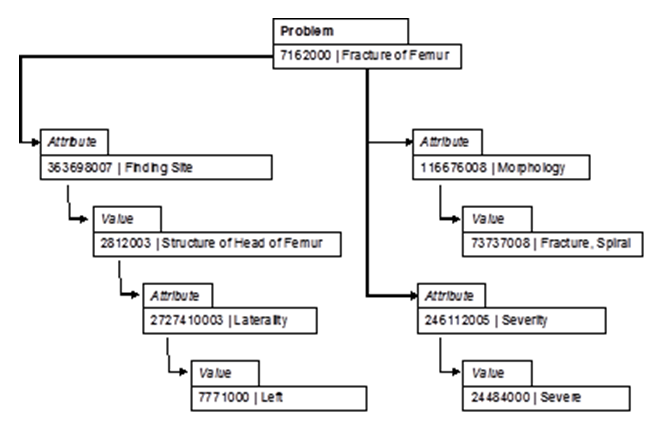 Problem
7162000 | Fracture of Femur
Attribute
363698007 | Finding Site
Value
2812003 | Structure of Head of Femur
Attribute
2727410003 | Laterality
Value
7771000 | Left
Attribute
116676008 | Morphology
Value
73737008 | Fracture, Spiral
Attribute
246112005 | Severity
Value
24484000 | Severe